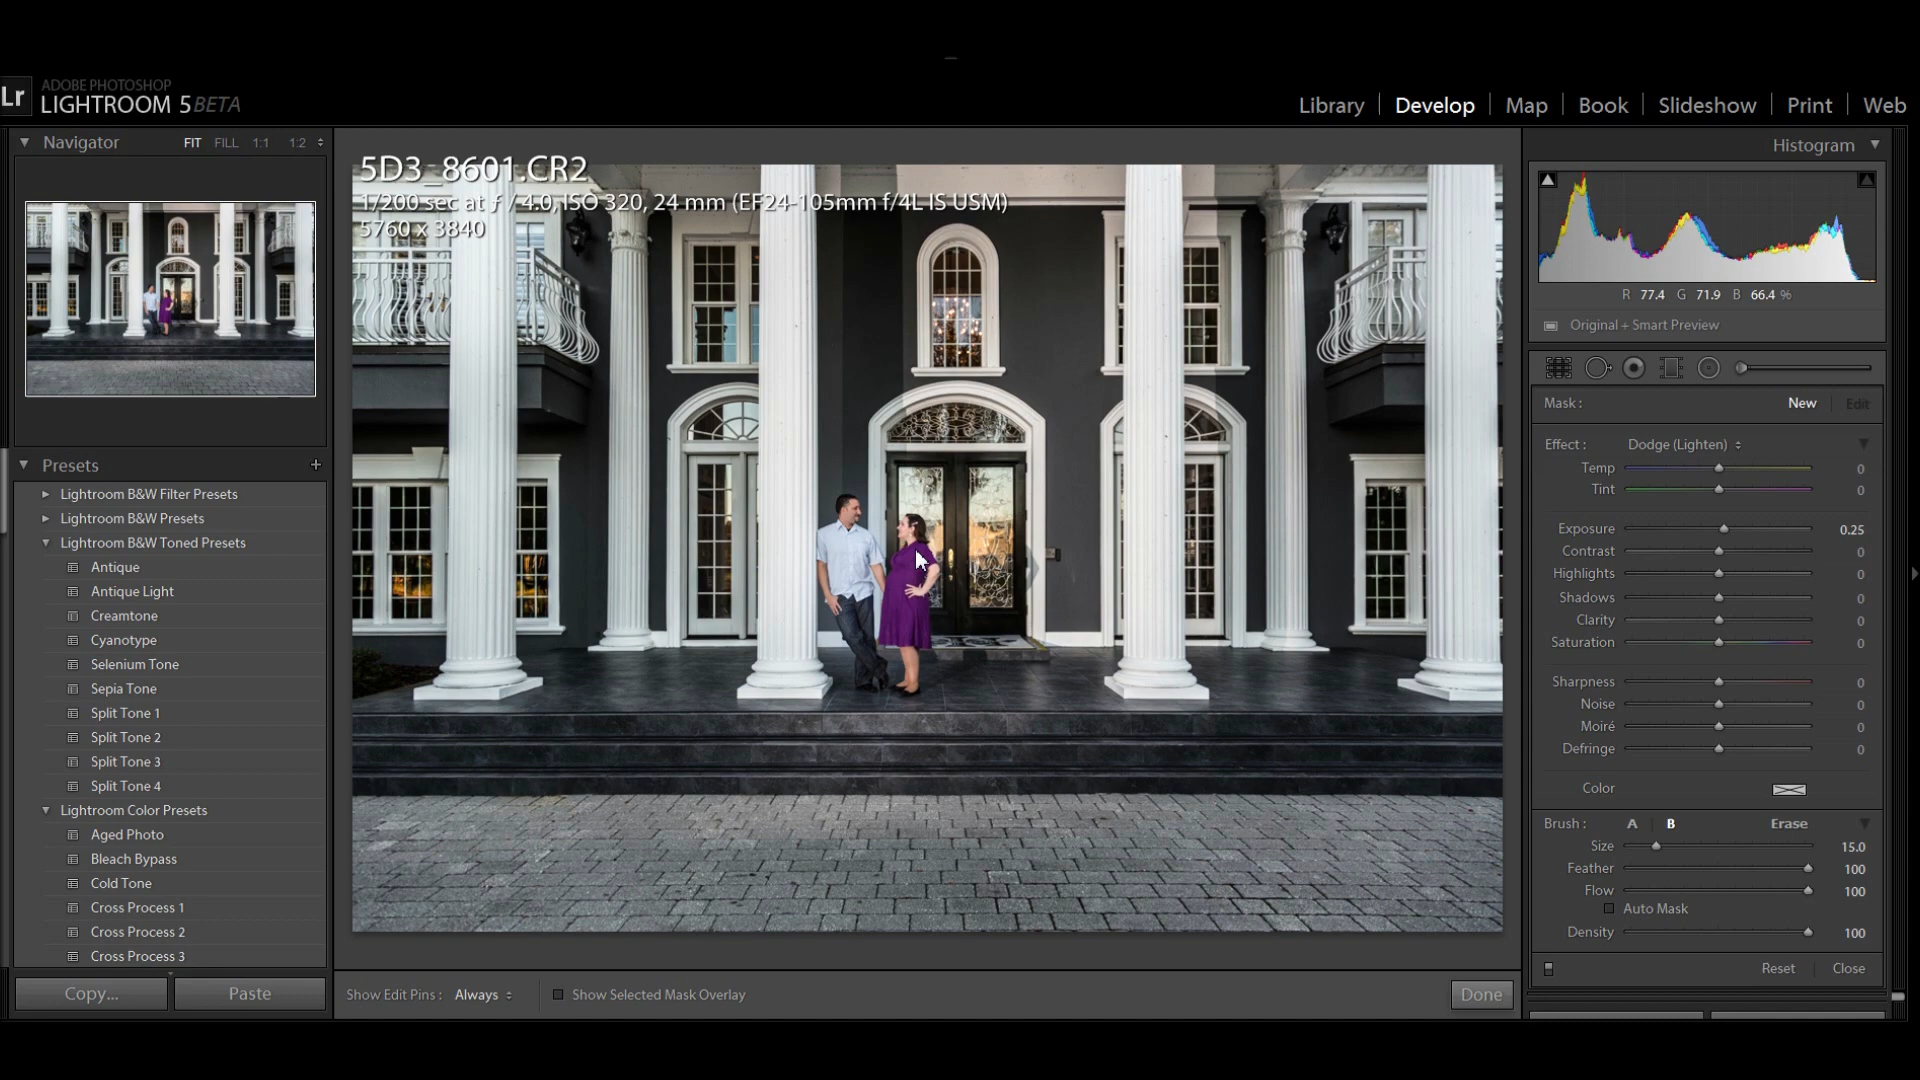 Lr ADOBE PHOTOSHOP
LIGHTROOM 5 BETA
Library | Develop | Map | Book | Slideshow | Print | Web
Navigator FIT FILL 1:1 1:2
Presets +
Lightroom B&W Filter Presets
Lightroom B&W Presets
Lightroom B&W Toned Presets
Antique
Antique Light
Creamtone
Cyanotype
Selenium Tone
Sepia Tone
Split Tone 1
Split Tone 2
Split Tone 3
Split Tone 4
Lightroom Color Presets
Aged Photo
Bleach Bypass
Cold Tone
Cross Process 1
Cross Process 2
Cross Process 3
Copy... Paste
5D3_8601.CR2
1/200 sec at ƒ / 4.0, ISO 320, 24 mm (EF24-105mm f/4L IS USM)
5760 x 3840
Show Edit Pins : Always Show Selected Mask Overlay Done
Histogram
R 77.4 G 71.9 B 66.4 %
Original + Smart Preview
Mask : New Edit
Effect : Dodge (Lighten)
Temp 0
Tint 0
Exposure 0.25
Contrast 0
Highlights 0
Shadows 0
Clarity 0
Saturation 0
Sharpness 0
Noise 0
Moiré 0
Defringe 0
Color
Brush : A B Erase
Size 15.0
Feather 100
Flow 100
Auto Mask
Density 100
Reset Close